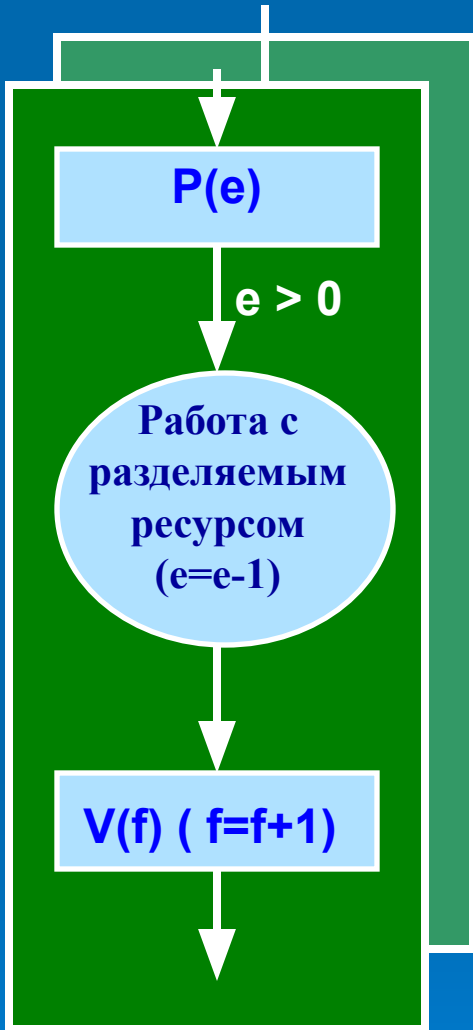 P(e)
e > 0
Работа с
разделяемым
ресурсом
(e=e-1)
V(f) ( f=f+1)